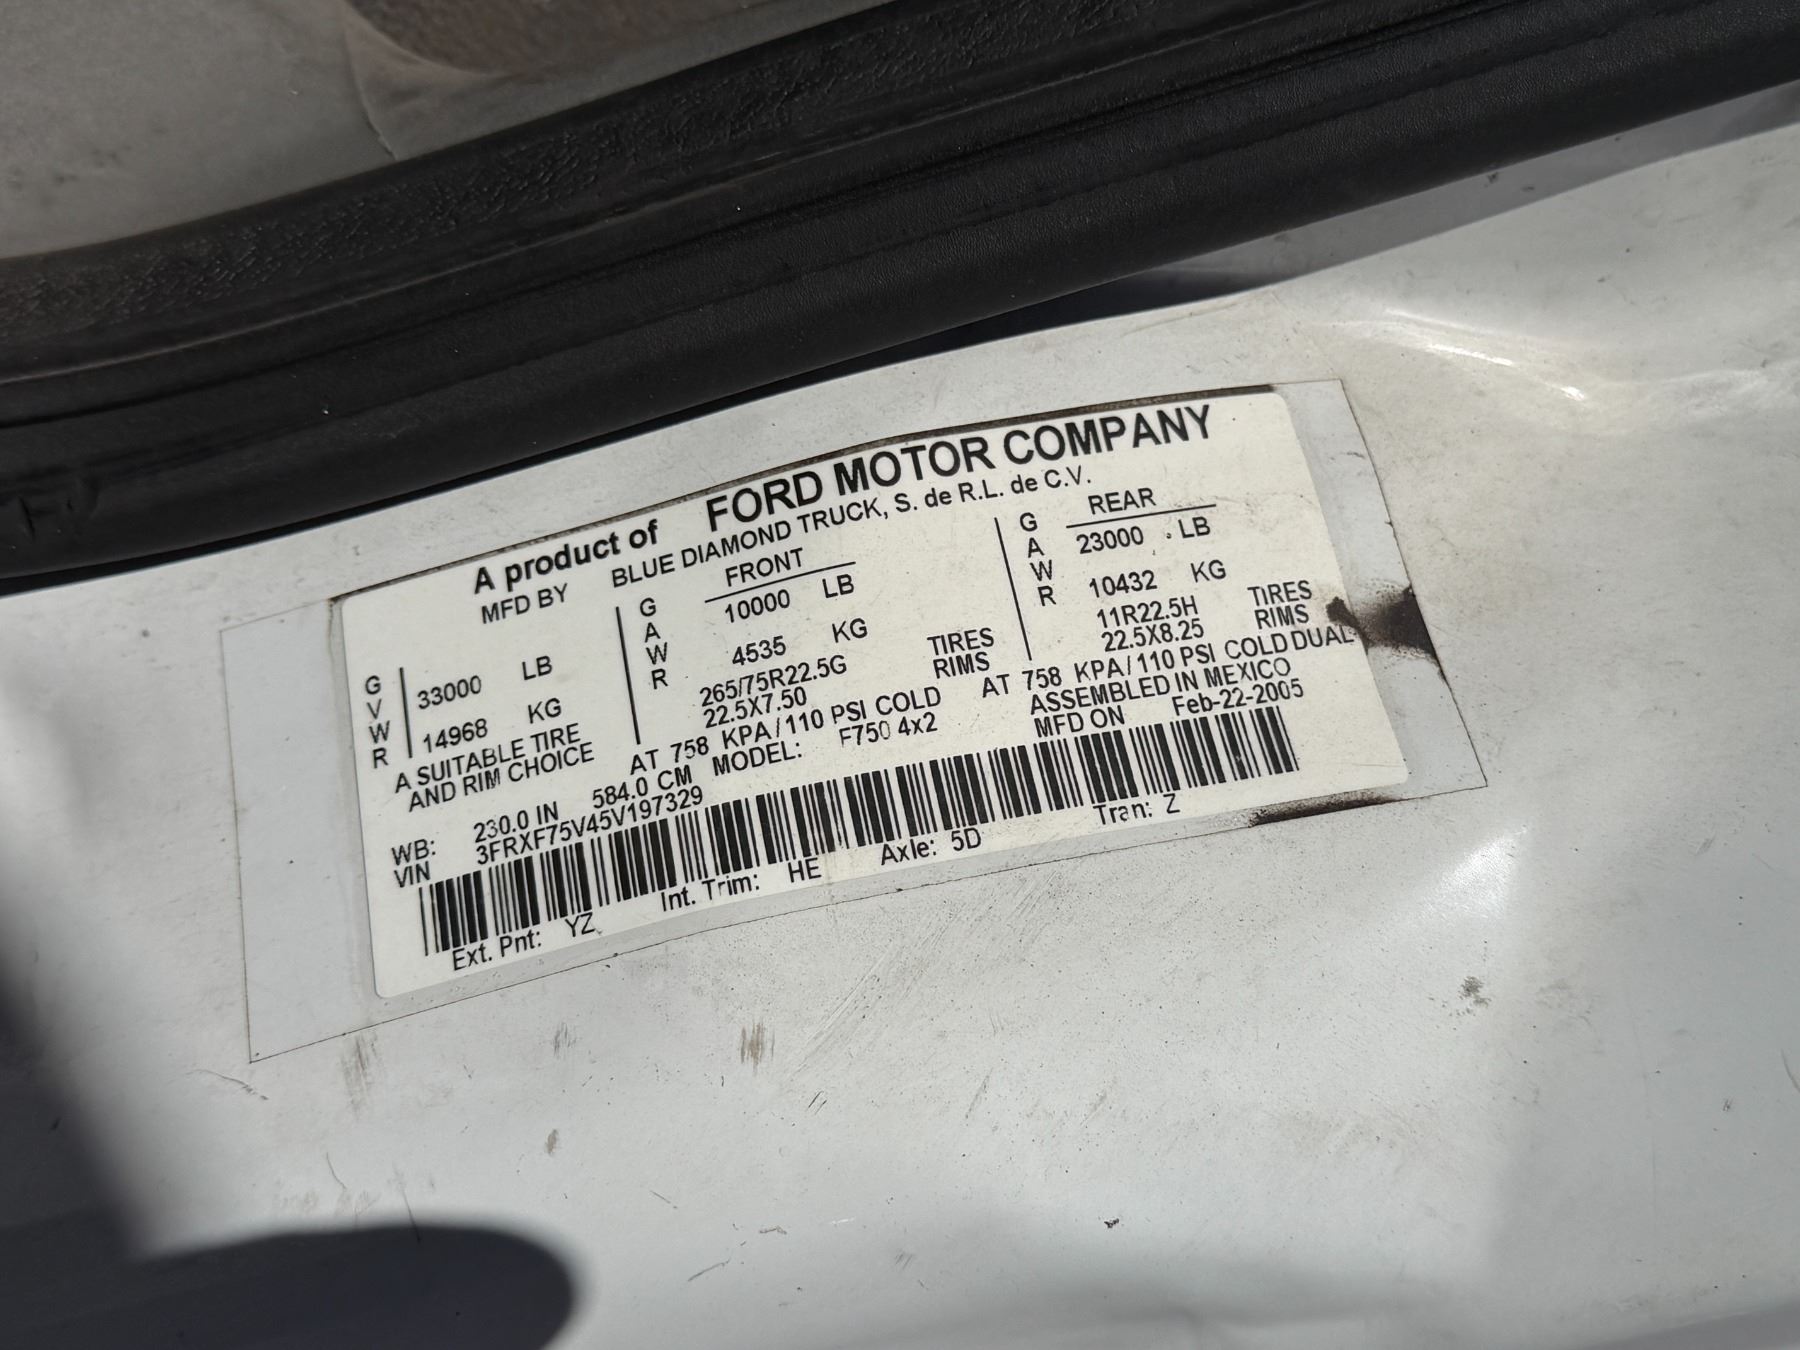 A product of FORD MOTOR COMPANY
MFD BY BLUE DIAMOND TRUCK, S. de R.L. de C.V.
GVWR 33000 LB
14968 KG
A SUITABLE TIRE
AND RIM CHOICE
GAWR FRONT
10000 LB
4535 KG
265/75R22.5G TIRES
22.5X7.50 RIMS
AT 758 KPA/110 PSI COLD
GAWR REAR
23000 LB
10432 KG
11R22.5H TIRES
22.5X8.25 RIMS
AT 758 KPA/110 PSI COLD DUAL
ASSEMBLED IN MEXICO
WB: 230.0 IN 584.0 CM MODEL: F750 4x2 MFD ON Feb-22-2005
VIN 3FRXF75V45V197329
Ext. Pnt: YZ Int. Trim: HE Axle: 5D Tran: Z